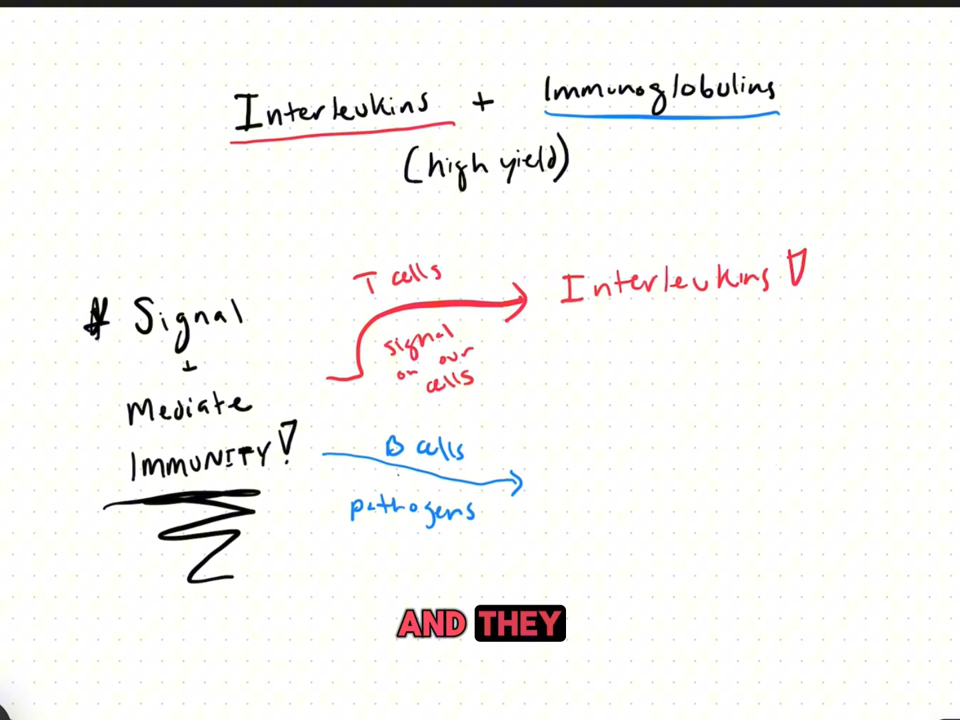 Interleukins + Immunoglobulins
(high yield)
T cells
Interleukins!
* Signal
+
Mediate
IMMUNITY!
signal
on our
cells
B cells
pathogens
AND THEY